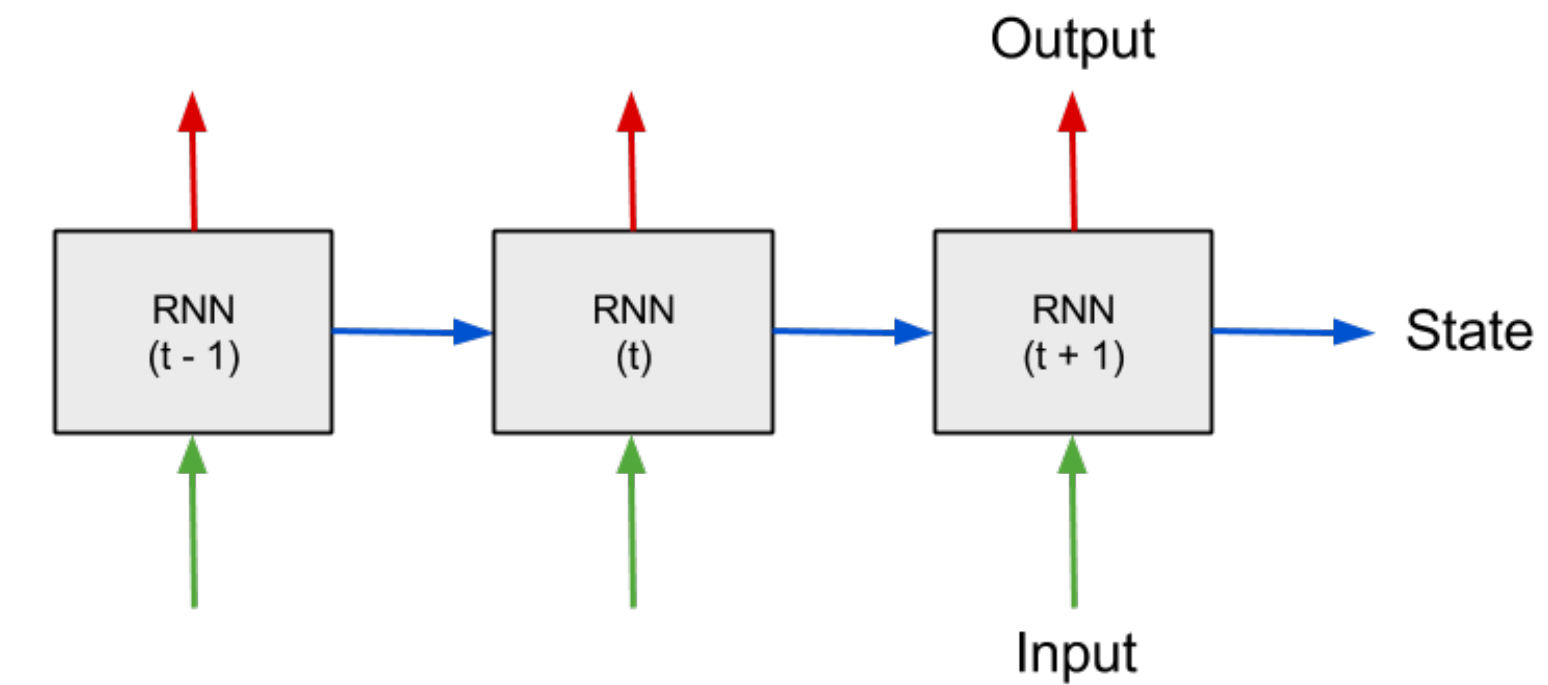 Output
RNN
(t - 1)
RNN
(t)
RNN
(t + 1)
State
Input